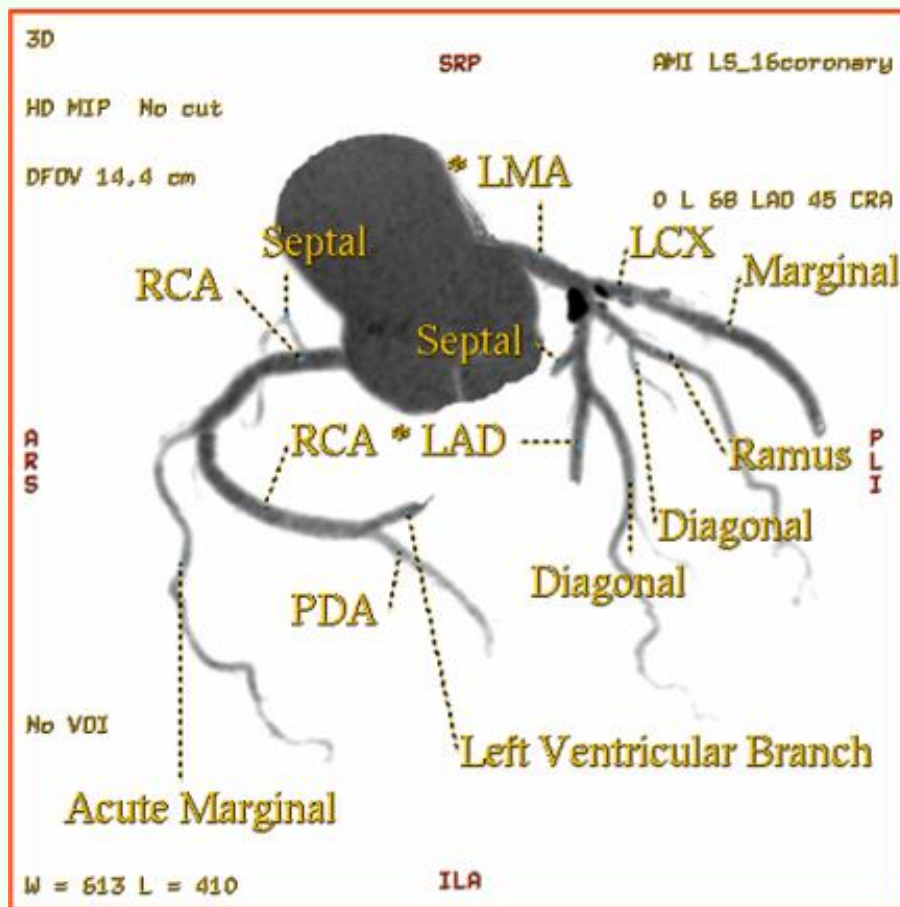 3D
SRP
AMI LS_16coronary
HD MIP No cut
DFOV 14.4 cm
* LMA
0 L 68 LAO 45 CRA
Septal
LCX
RCA
Marginal
Septal
A
R
S
RCA * LAD
Ramus
P
L
I
Diagonal
Diagonal
PDA
No VOI
Left Ventricular Branch
Acute Marginal
W = 613 L = 410
ILA